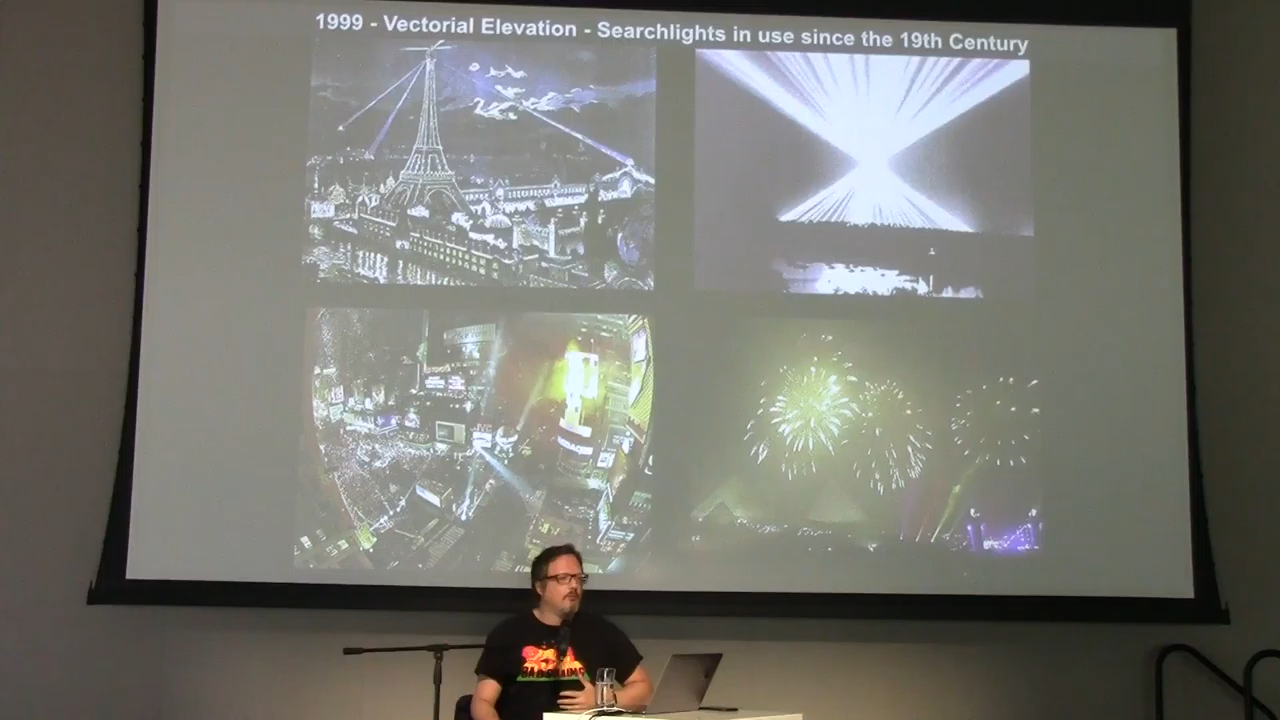 1999 - Vectorial Elevation - Searchlights in use since the 19th Century